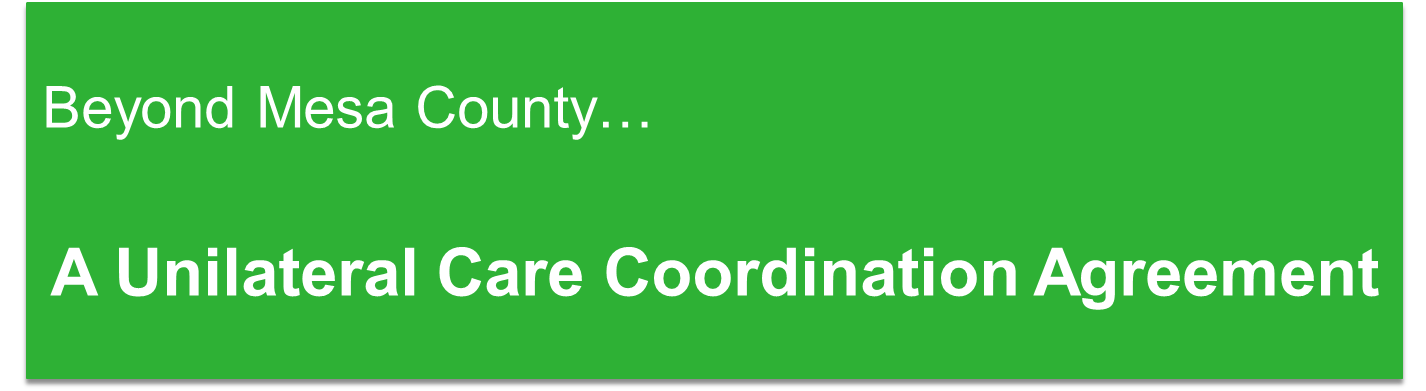 Beyond Mesa County…
A Unilateral Care Coordination Agreement